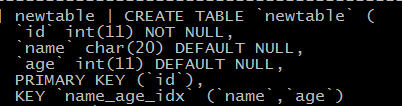 | newtable | CREATE TABLE `newtable` (
`id` int(11) NOT NULL,
`name` char(20) DEFAULT NULL,
`age` int(11) DEFAULT NULL,
PRIMARY KEY (`id`),
KEY `name_age_idx` (`name`,`age`)